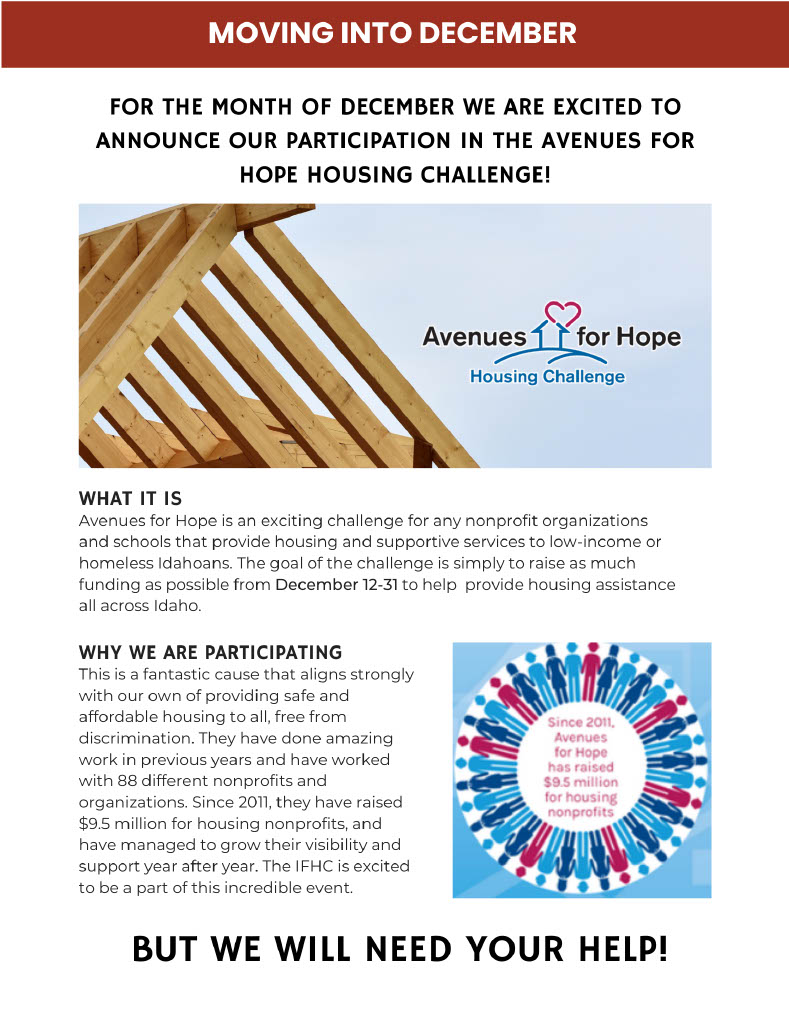 MOVING INTO DECEMBER
FOR THE MONTH OF DECEMBER WE ARE EXCITED TO
ANNOUNCE OUR PARTICIPATION IN THE AVENUES FOR
HOPE HOUSING CHALLENGE!
Avenues for Hope
Housing Challenge
WHAT IT IS
Avenues for Hope is an exciting challenge for any nonprofit organizations
and schools that provide housing and supportive services to low-income or
homeless Idahoans. The goal of the challenge is simply to raise as much
funding as possible from December 12-31 to help  provide housing assistance
all across Idaho.
WHY WE ARE PARTICIPATING
This is a fantastic cause that aligns strongly
with our own of providing safe and
affordable housing to all, free from
discrimination. They have done amazing
work in previous years and have worked
with 88 different nonprofits and
organizations. Since 2011, they have raised
$9.5 million for housing nonprofits, and
have managed to grow their visibility and
support year after year. The IFHC is excited
to be a part of this incredible event.
Since 2011,
Avenues
for Hope
has raised
$9.5 million
for housing
nonprofits
BUT WE WILL NEED YOUR HELP!